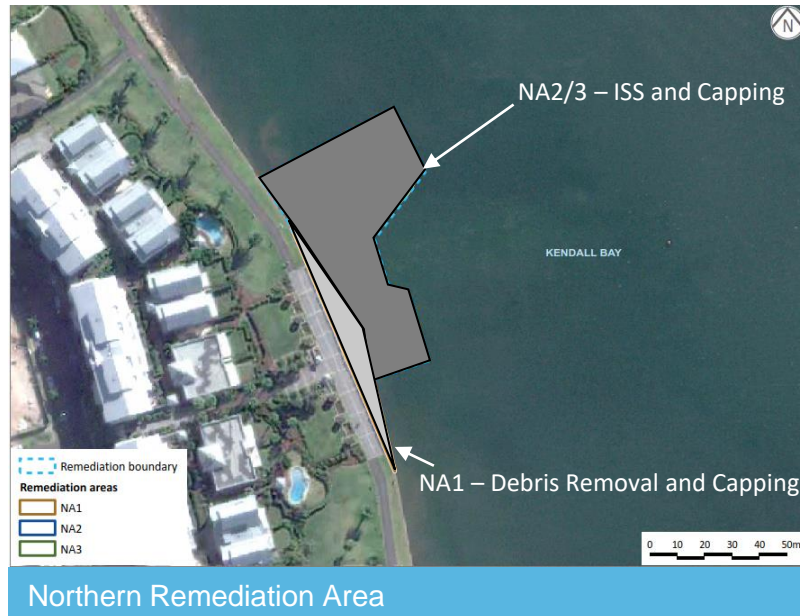 N
NA2/3 – ISS and Capping
KENDALL BAY
NA1 – Debris Removal and Capping
Remediation boundary
Remediation areas
NA1
NA2
NA3
0 10 20 30 40 50m
Northern Remediation Area